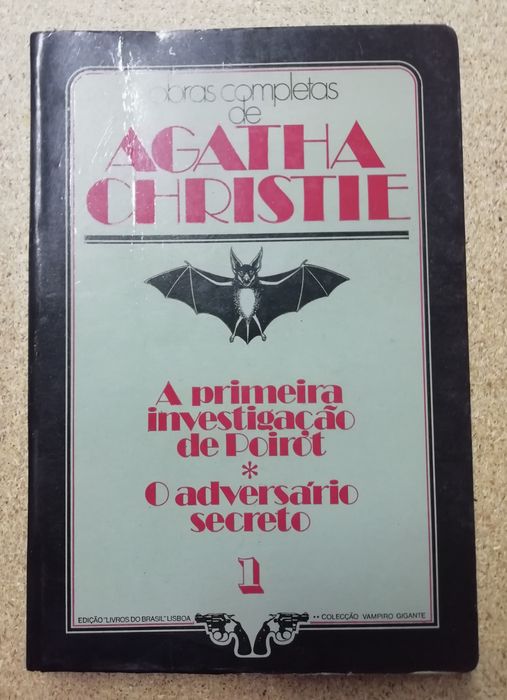 obras completas
de
AGATHA
CHRISTIE
A primeira
investigação
de Poirot
*
O adversário
secreto
1
EDIÇÃO "LIVROS DO BRASIL" LISBOA
•• COLECÇÃO VAMPIRO GIGANTE